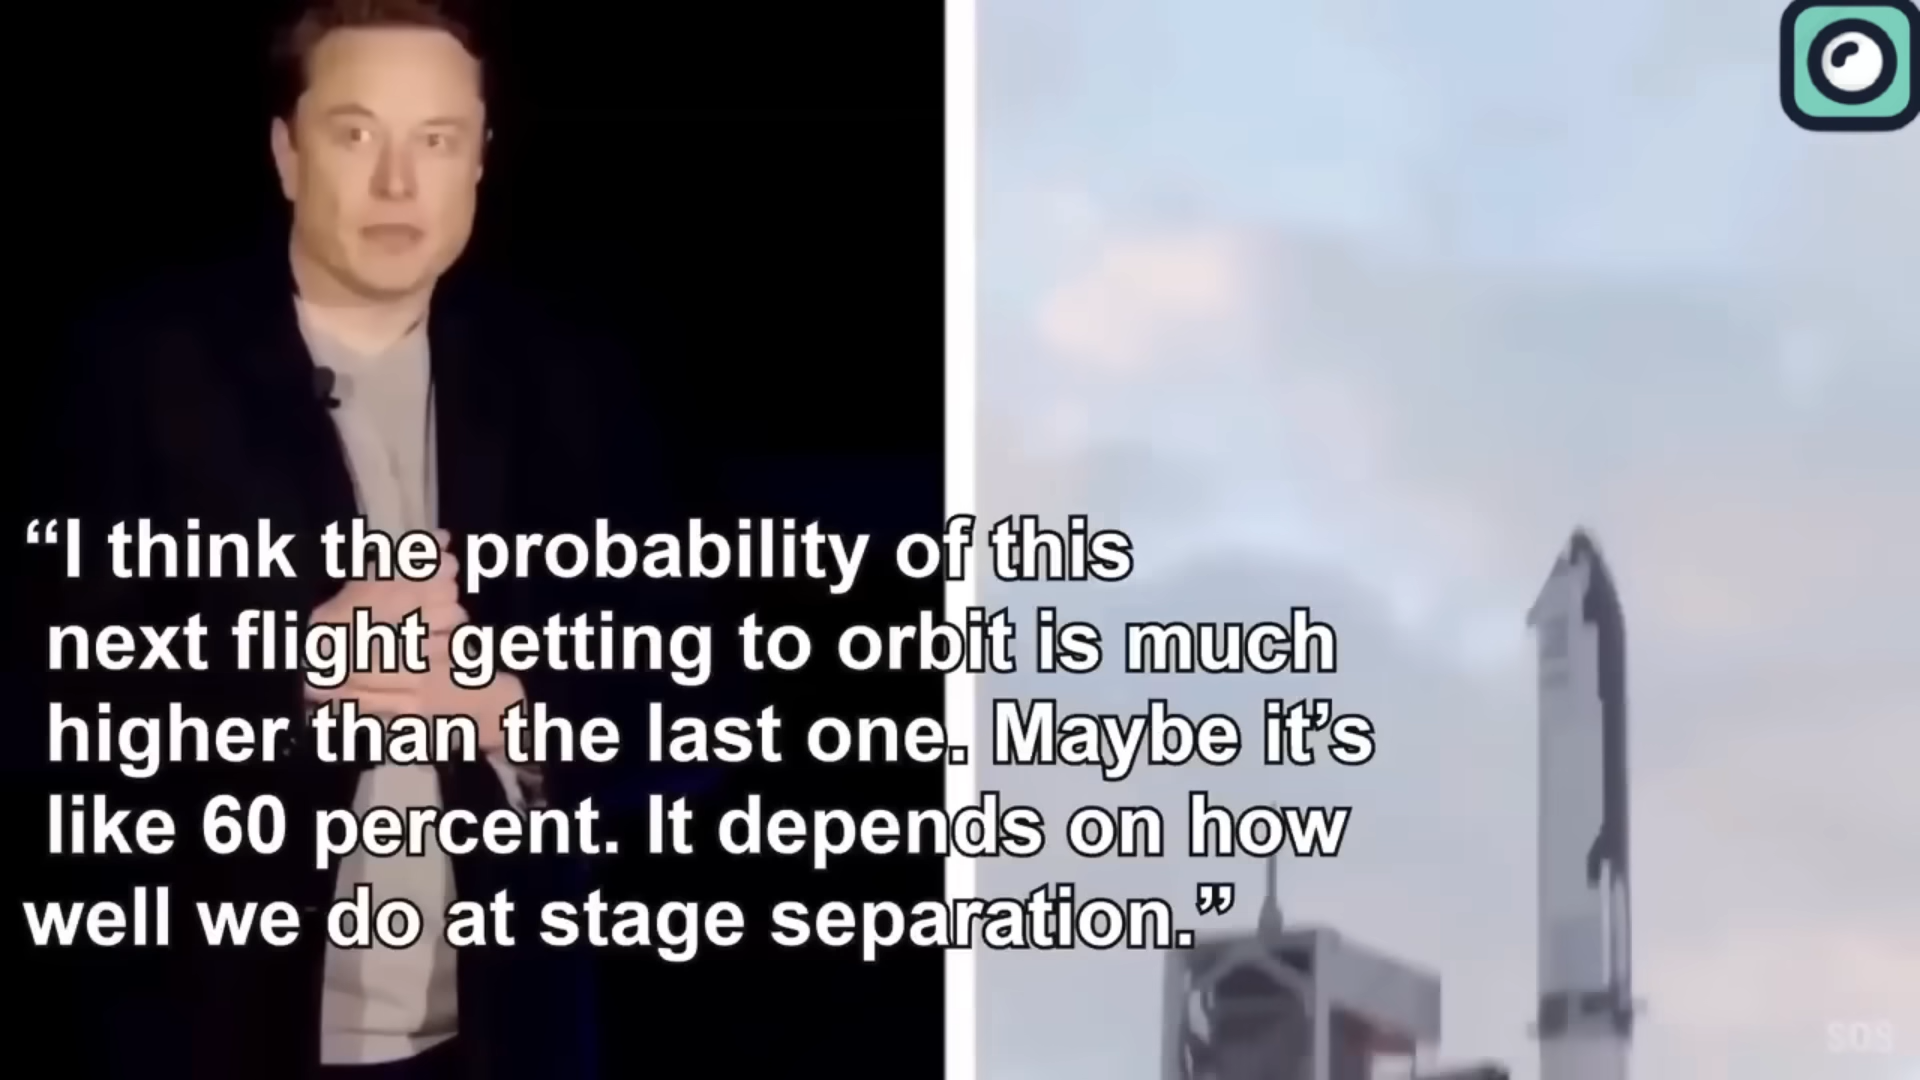 “I think the probability of this
next flight getting to orbit is much
higher than the last one. Maybe it’s
like 60 percent. It depends on how
well we do at stage separation.”
SOS